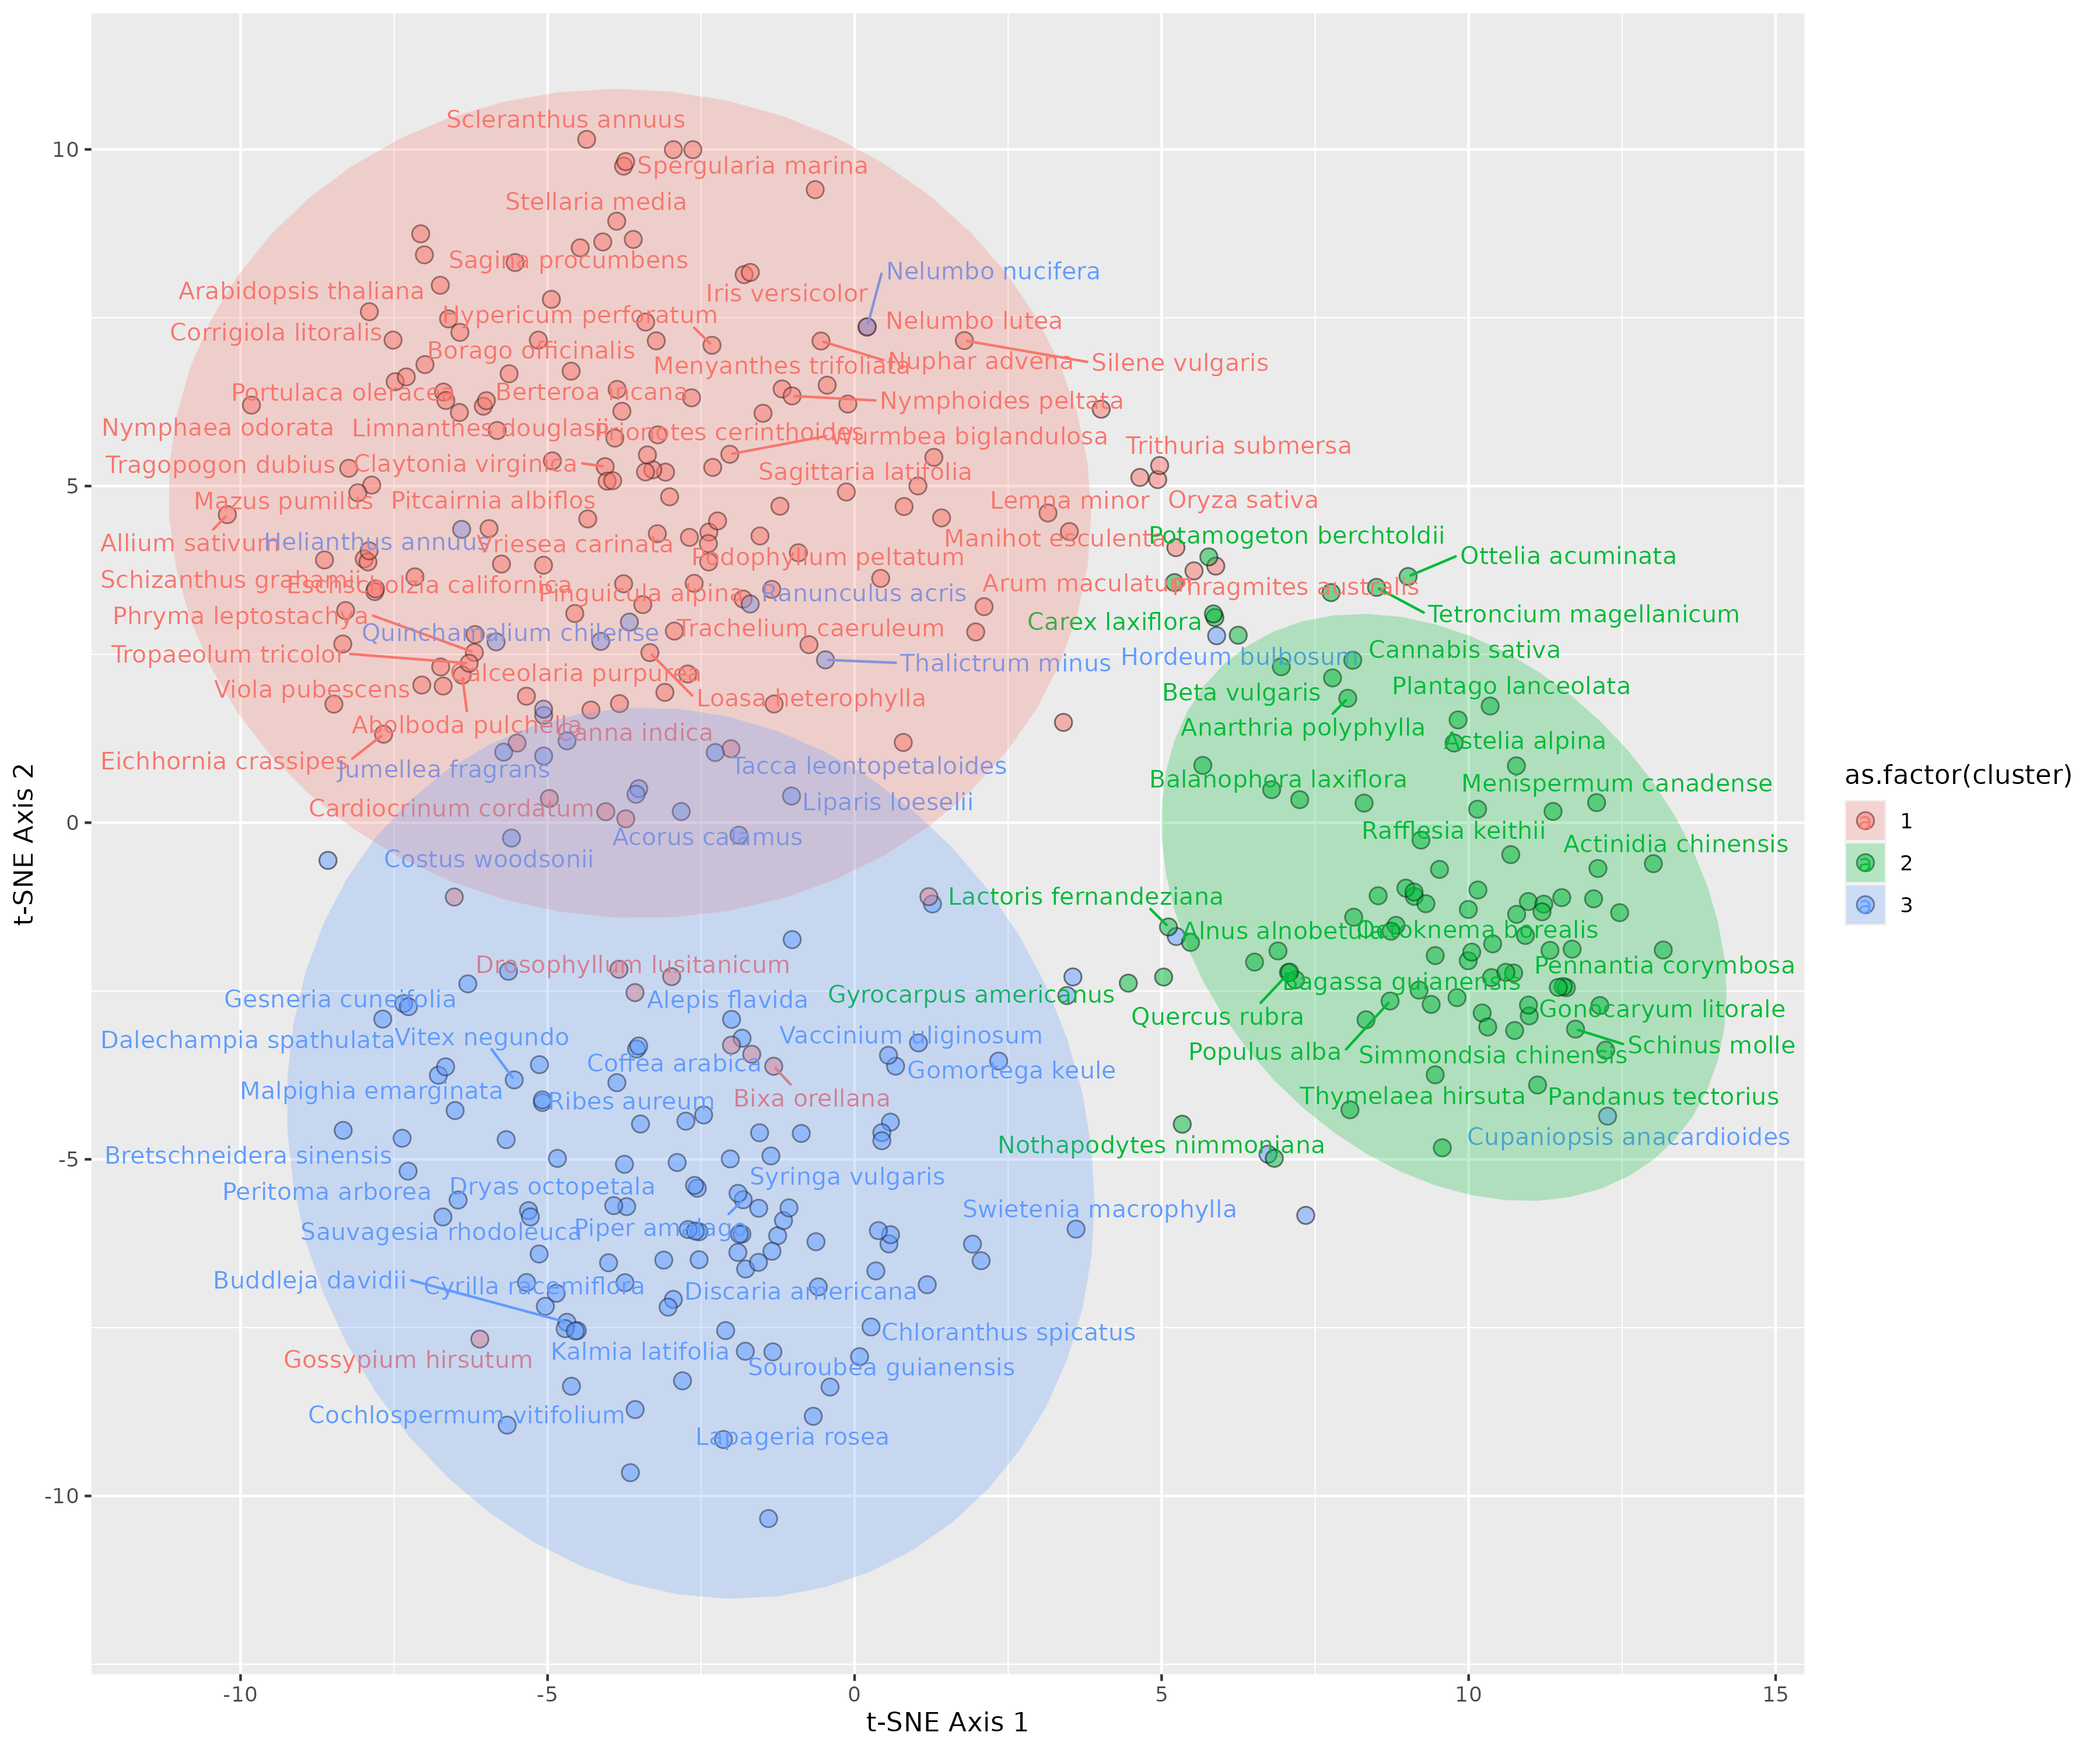 Scleranthus annuus
10
Spergularia marina
Stellaria media
Sagina procumbens
Nelumbo nucifera
Arabidopsis thaliana
Iris versicolor
Hypericum perforatum
Nelumbo lutea
Corrigiola litoralis
Borago officinalis
Menyanthes trifoliata
Nuphar advena
Silene vulgaris
Portulaca oleracea
Berteroa incana
Nymphoides peltata
Nymphaea odorata
Limnanthes douglasii
Prionotes cerinthoides
Wurmbea biglandulosa
Trithuria submersa
Tragopogon dubius
Claytonia virginica
Sagittaria latifolia
5
Mazus pumilus
Pitcairnia albiflos
Lemna minor
Oryza sativa
Allium sativum
Helianthus annuus
Vriesea carinata
Manihot esculenta
Potamogeton berchtoldii
Podophyllum peltatum
Ottelia acuminata
Schizanthus grahamii
Eschscholzia californica
Pinguicula alpina
Ranunculus acris
Arum maculatum
Phragmites australis
Phryma leptostachya
Quinchamalium chilense
Trachelium caeruleum
Carex laxiflora
Tetroncium magellanicum
Tropaeolum tricolor
Calceolaria purpurea
Thalictrum minus
Hordeum bulbosum
Cannabis sativa
Viola pubescens
Loasa heterophylla
Beta vulgaris
Plantago lanceolata
Abolboda pulchella
Canna indica
Anarthria polyphylla
Astelia alpina
Eichhornia crassipes
Jumellea fragrans
Tacca leontopetaloides
Balanophora laxiflora
Menispermum canadense
Cardiocrinum cordatum
Liparis loeselii
0
Acorus calamus
Rafflesia keithii
Actinidia chinensis
Costus woodsonii
Lactoris fernandeziana
Alnus alnobetula
Octoknema borealis
Drosophyllum lusitanicum
Pennantia corymbosa
Gesneria cuneifolia
Alepis flavida
Gyrocarpus americanus
Bagassa guianensis
Gonocaryum litorale
Dalechampia spathulata
Vitex negundo
Vaccinium uliginosum
Quercus rubra
Schinus molle
Coffea arabica
Gomortega keule
Populus alba
Simmondsia chinensis
Malpighia emarginata
Ribes aureum
Bixa orellana
Thymelaea hirsuta
Pandanus tectorius
Bretschneidera sinensis
-5
Nothapodytes nimmoniana
Cupaniopsis anacardioides
Peritoma arborea
Dryas octopetala
Syringa vulgaris
Sauvagesia rhodoleuca
Piper amalago
Swietenia macrophylla
Buddleja davidii
Cyrilla racemiflora
Discaria americana
Chloranthus spicatus
Gossypium hirsutum
Kalmia latifolia
Souroubea guianensis
Cochlospermum vitifolium
Lapageria rosea
-10
-10
-5
0
5
10
15
t-SNE Axis 1
t-SNE Axis 2
as.factor(cluster)
a 1
a 2
a 3